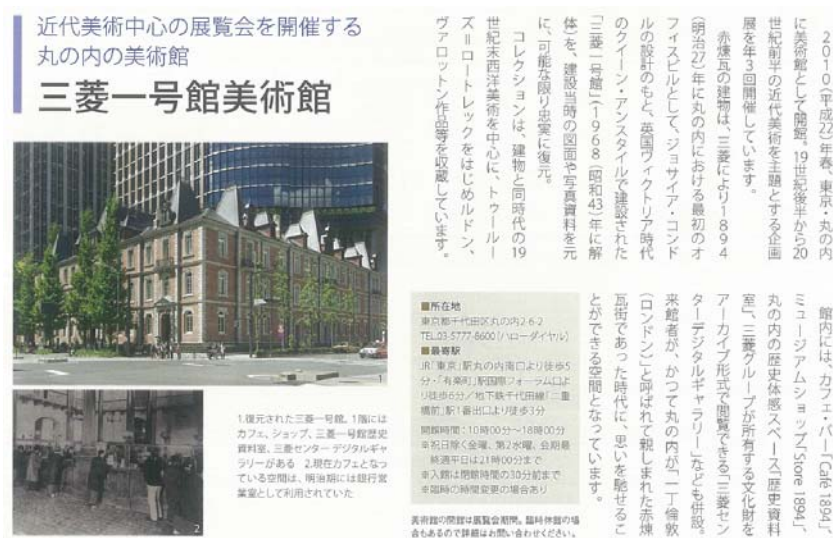 近代美術中心の展覧会を開催する
丸の内の美術館
三菱一号館美術館
2010(平成22)年春、東京・丸の内
に美術館として開館。19世紀後半から20
世紀前半の近代美術を主題とする企画
展を年3回開催しています。
赤煉瓦の建物は、三菱により1894
(明治27)年に丸の内における最初のオ
フィスビルとして、ジョサイア・コンド
ルの設計のもと、英国ヴィクトリア時代
のクイーン・アンスタイルで建設された
「三菱一号館」(1968(昭和43)年に解
体)を、建設当時の図面や写真資料を元
に、可能な限り忠実に復元。
コレクションは、建物と同時代の19
世紀末西洋美術を中心に、トゥールー
ズ=ロートレックをはじめルドン、
ヴァロットン作品等を収蔵しています。
館内には、カフェ・バー「Café 1894」、
ミュージアムショップ「Store 1894」、
丸の内の歴史体感スペース「歴史資料
室」、三菱グループが所有する文化財を
アーカイブ形式で閲覧できる「三菱セン
ターデジタルギャラリー」なども併設。
来館者が、かつて丸の内が「一丁倫敦
(ロンドン)」と呼ばれて親しまれた赤煉
瓦街であった時代に、思いを馳せるこ
とができる空間となっています。
1
2
1.復元された三菱一号館。1階には
カフェ、ショップ、三菱一号館歴史
資料室、三菱センターデジタルギャ
ラリーがある 2.現在カフェとなっ
ている空間は、明治期には銀行営
業室として利用されていた
■所在地
東京都千代田区丸の内2-6-2
TEL.03-5777-8600(ハローダイヤル)
■最寄駅
JR「東京」駅丸の内南口より徒歩5
分・「有楽町」駅国際フォーラム口よ
り徒歩6分/地下鉄千代田線「二重
橋前」駅1番出口より徒歩3分
開館時間:10時00分〜18時00分
※祝日除く金曜、第2水曜、会期最
終週平日は21時00分まで
※入館は閉館時間の30分前まで
※臨時の時間変更の場合あり
美術館の開館は展覧会期間。臨時休館の場
合もあるので詳細はお問い合わせください。